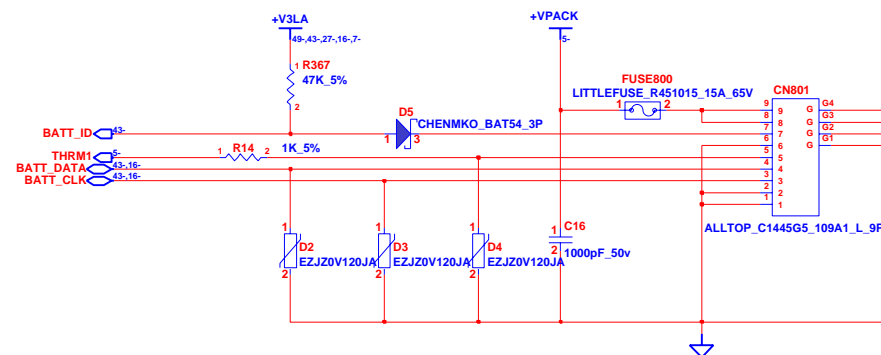 +V3LA
49-,43-,27-,16-,7-
1 R367
47K_5%
2
+VPACK
5-
FUSE800
LITTLEFUSE_R451015_15A_65V
1 2
CN801
9 9 G G4
8 8 G G3
7 7 G G2
6 6 G G1
5 5
4 4
3 3
2 2
1 1
ALLTOP_C1445G5_109A1_L_9P
D5
CHENMKO_BAT54_3P
1 3
BATT_ID 43-
THRM1 5-
1 R14 2 1K_5%
BATT_DATA 43-,16-
BATT_CLK 43-,16-
1 D2 2
EZJZ0V120JA
1 D3 2
EZJZ0V120JA
1 D4 2
EZJZ0V120JA
C16
1
2 1000pF_50v